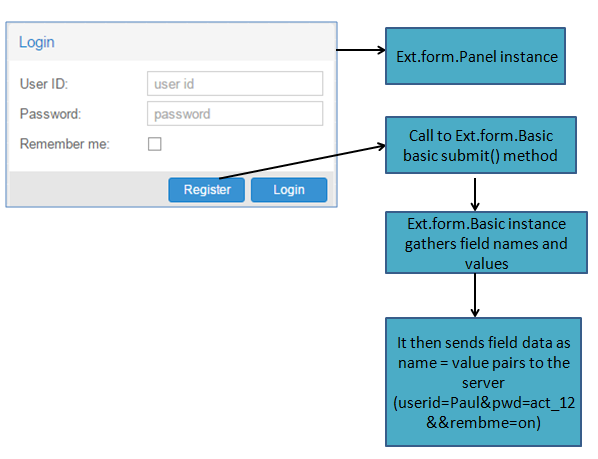 Login
User ID:
user id
Password:
password
Remember me:
Register
Login
Ext.form.Panel instance
Call to Ext.form.Basic
basic submit() method
Ext.form.Basic instance
gathers field names and
values
It then sends field data as
name = value pairs to the
server
(userid=Paul&pwd=act_12
&&rembme=on)